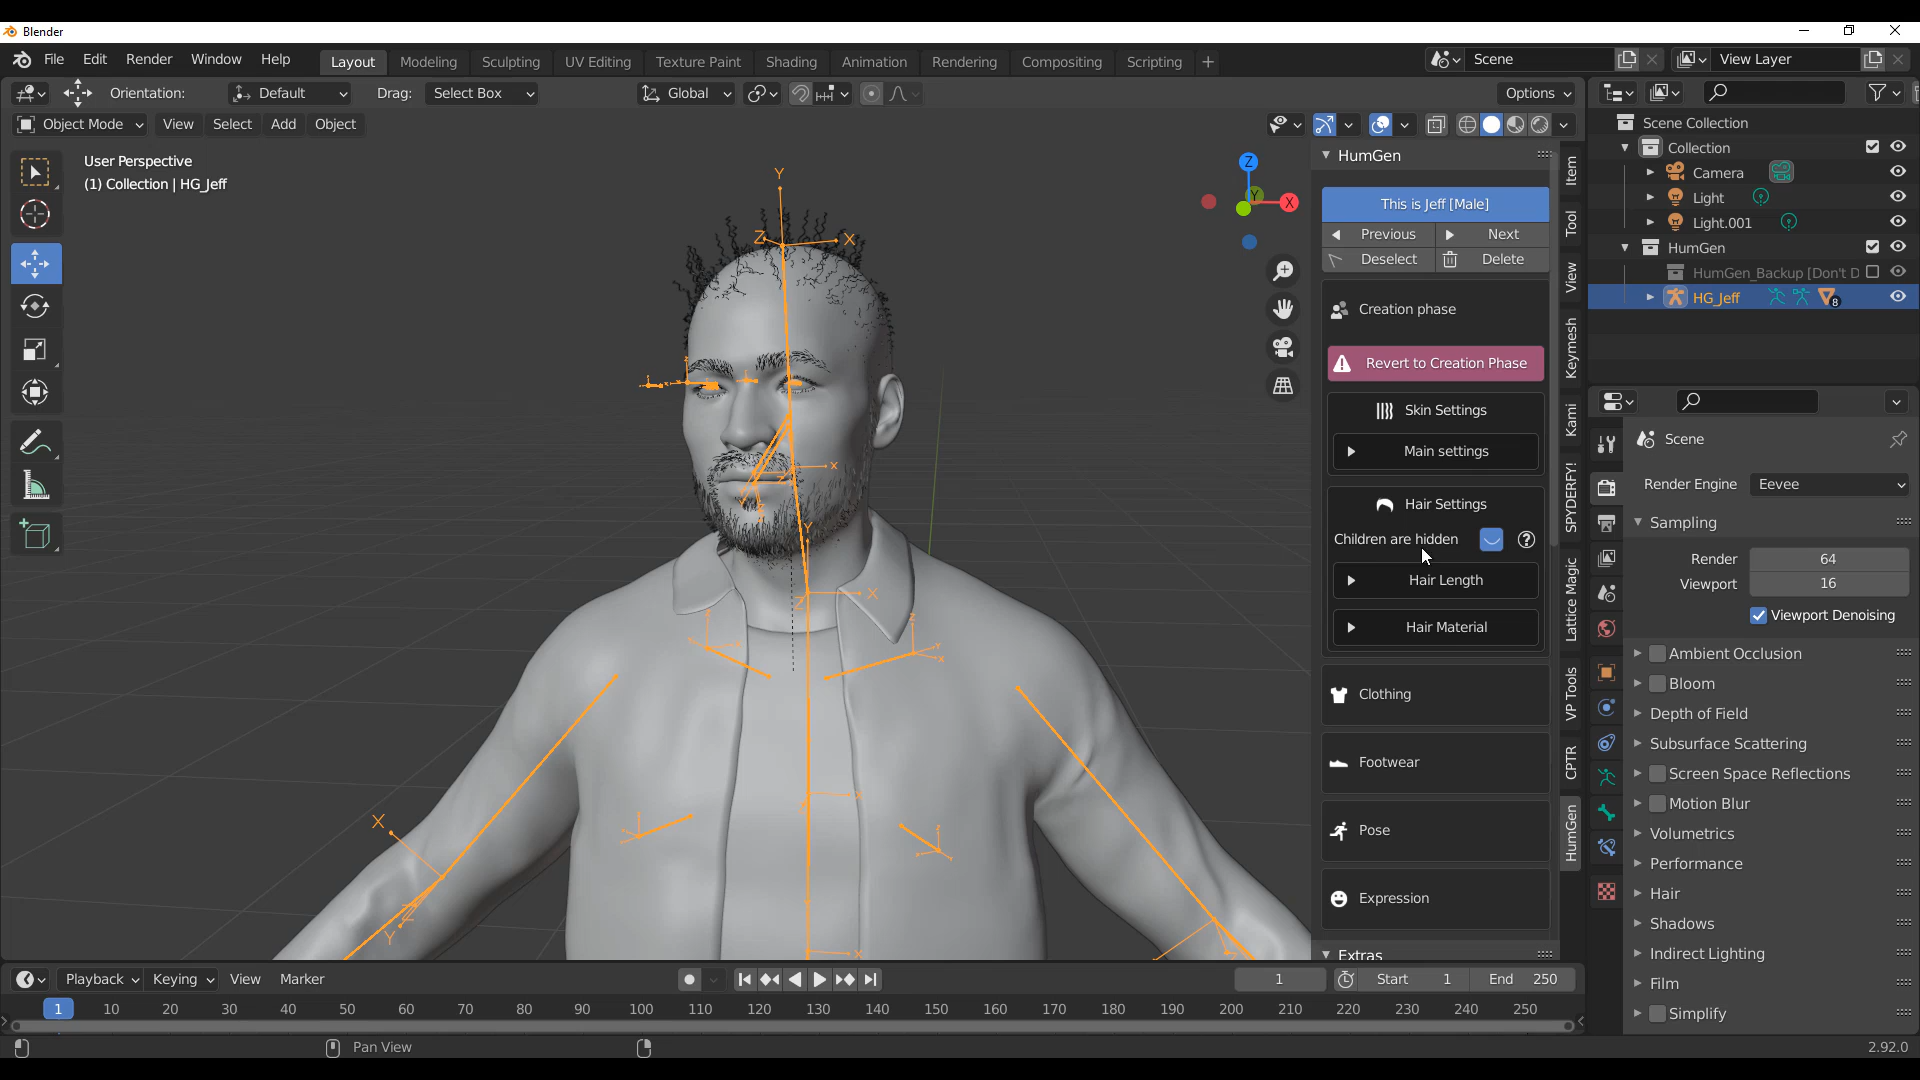 Blender
File Edit Render Window Help Layout Modeling Sculpting UV Editing Texture Paint Shading Animation Rendering Compositing Scripting + Scene View Layer
Orientation: Default Drag: Select Box Global Options
Object Mode View Select Add Object
User Perspective
(1) Collection | HG_Jeff
Y
Z X
Z
Y X
x
z
Y
Z X
X
Y
Z
HumGen
This is Jeff [Male]
Previous Next
Deselect Delete
Creation phase
Revert to Creation Phase
Skin Settings
Main settings
Hair Settings
Children are hidden
Hair Length
Hair Material
Clothing
Footwear
Pose
Expression
Extras
Item
Tool
View
Keymesh
Kami
SPYDERFY!
Lattice Magic
VP Tools
CPTR
HumGen
Scene Collection
Collection
Camera
Light
Light.001
HumGen
HumGen_Backup [Don't D
HG_Jeff 8
Scene
Render Engine Eevee
Sampling
Render 64
Viewport 16
Viewport Denoising
Ambient Occlusion
Bloom
Depth of Field
Subsurface Scattering
Screen Space Reflections
Motion Blur
Volumetrics
Performance
Hair
Shadows
Indirect Lighting
Film
Simplify
Playback Keying View Marker 1 Start 1 End 250
1 10 20 30 40 50 60 70 80 90 100 110 120 130 140 150 160 170 180 190 200 210 220 230 240 250
Pan View 2.92.0